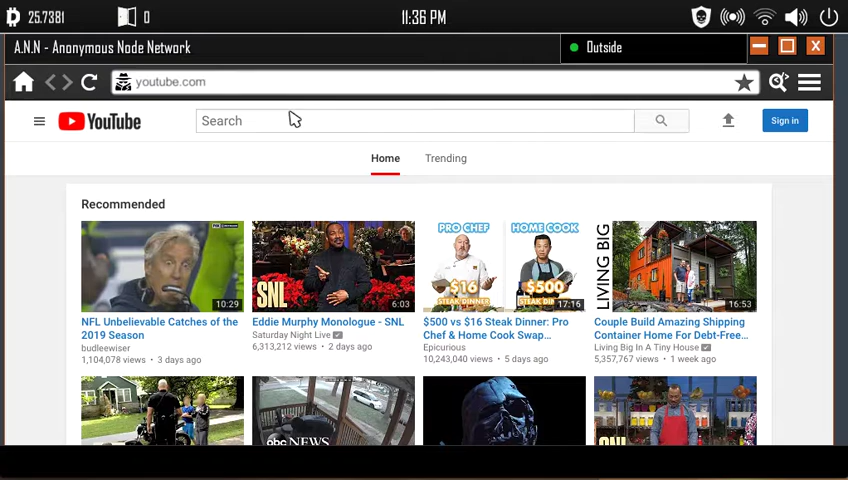 25.7381
0
11:36 PM
A.N.N - Anonymous Node Network
Outside
youtube.com
YouTube
Search
Sign in
Home
Trending
Recommended
10:29
SNL
6:03
PRO CHEF
HOME COOK
$16
STEAK DINNER
$500
STEAK DINNER
17:16
LIVING BIG
16:53
NFL Unbelievable Catches of the
2019 Season
budleewiser
1,104,078 views • 3 days ago
Eddie Murphy Monologue - SNL
Saturday Night Live
6,313,212 views • 2 days ago
$500 vs $16 Steak Dinner: Pro
Chef & Home Cook Swap...
Epicurious
10,243,040 views • 5 days ago
Couple Build Amazing Shipping
Container Home For Debt-Free...
Living Big In A Tiny House
5,357,767 views • 1 week ago
abc NEWS
SNL